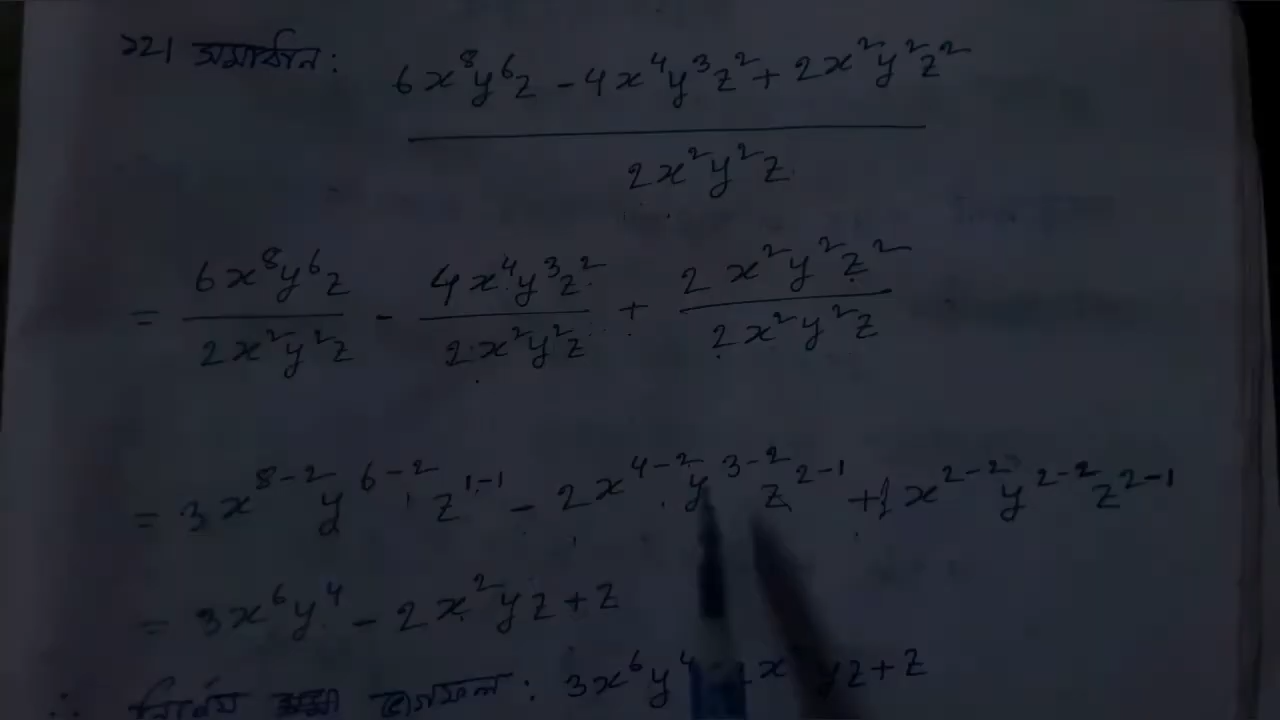 ১২। সমাধান:
6x⁸y⁶z − 4x⁴y³z² + 2x²y²z²
2x²y²z
= 6x⁸y⁶z / 2x²y²z − 4x⁴y³z² / 2x²y²z + 2x²y²z² / 2x²y²z
= 3x⁸⁻²y⁶⁻²z¹⁻¹ − 2x⁴⁻²y³⁻²z²⁻¹ + 1x²⁻²y²⁻²z²⁻¹
= 3x⁶y⁴ − 2x²yz + z
∴ নির্ণেয় ভাগফল: 3x⁶y⁴ yz + z